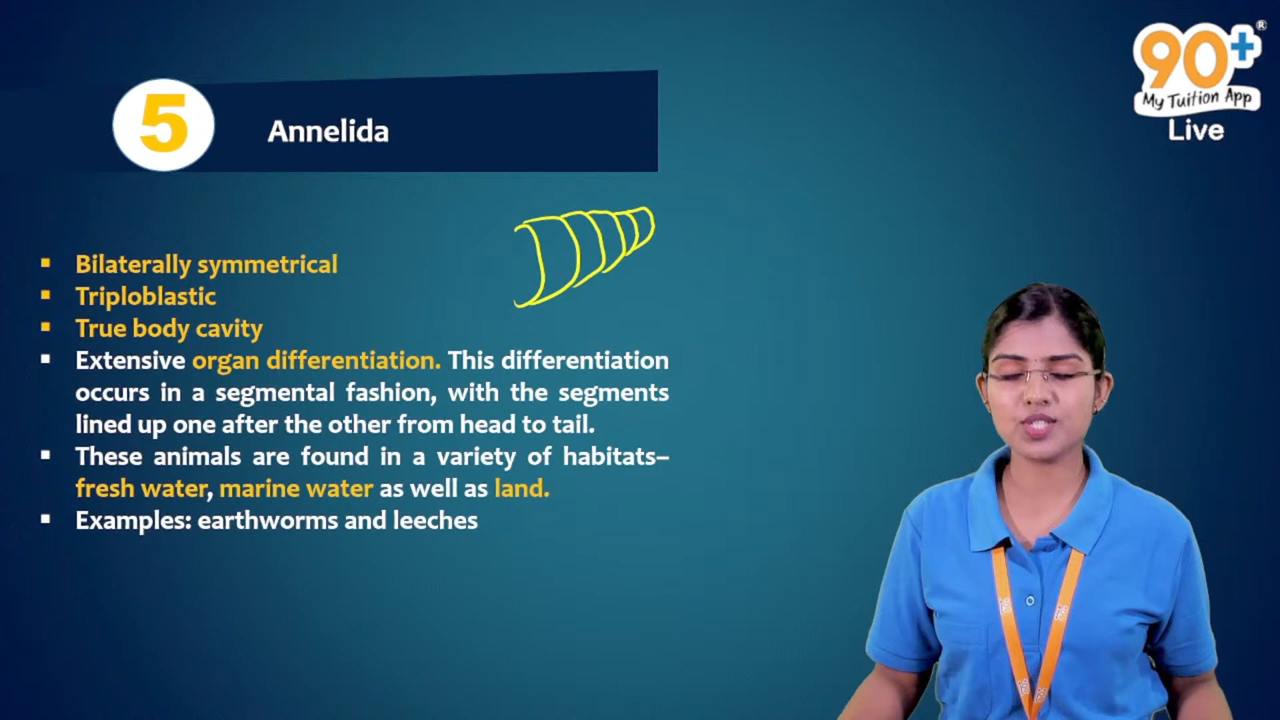 90+
®
My Tuition App
Live
5
Annelida
Bilaterally symmetrical
Triploblastic
True body cavity
Extensive organ differentiation. This differentiation
occurs in a segmental fashion, with the segments
lined up one after the other from head to tail.
These animals are found in a variety of habitats–
fresh water, marine water as well as land.
Examples: earthworms and leeches